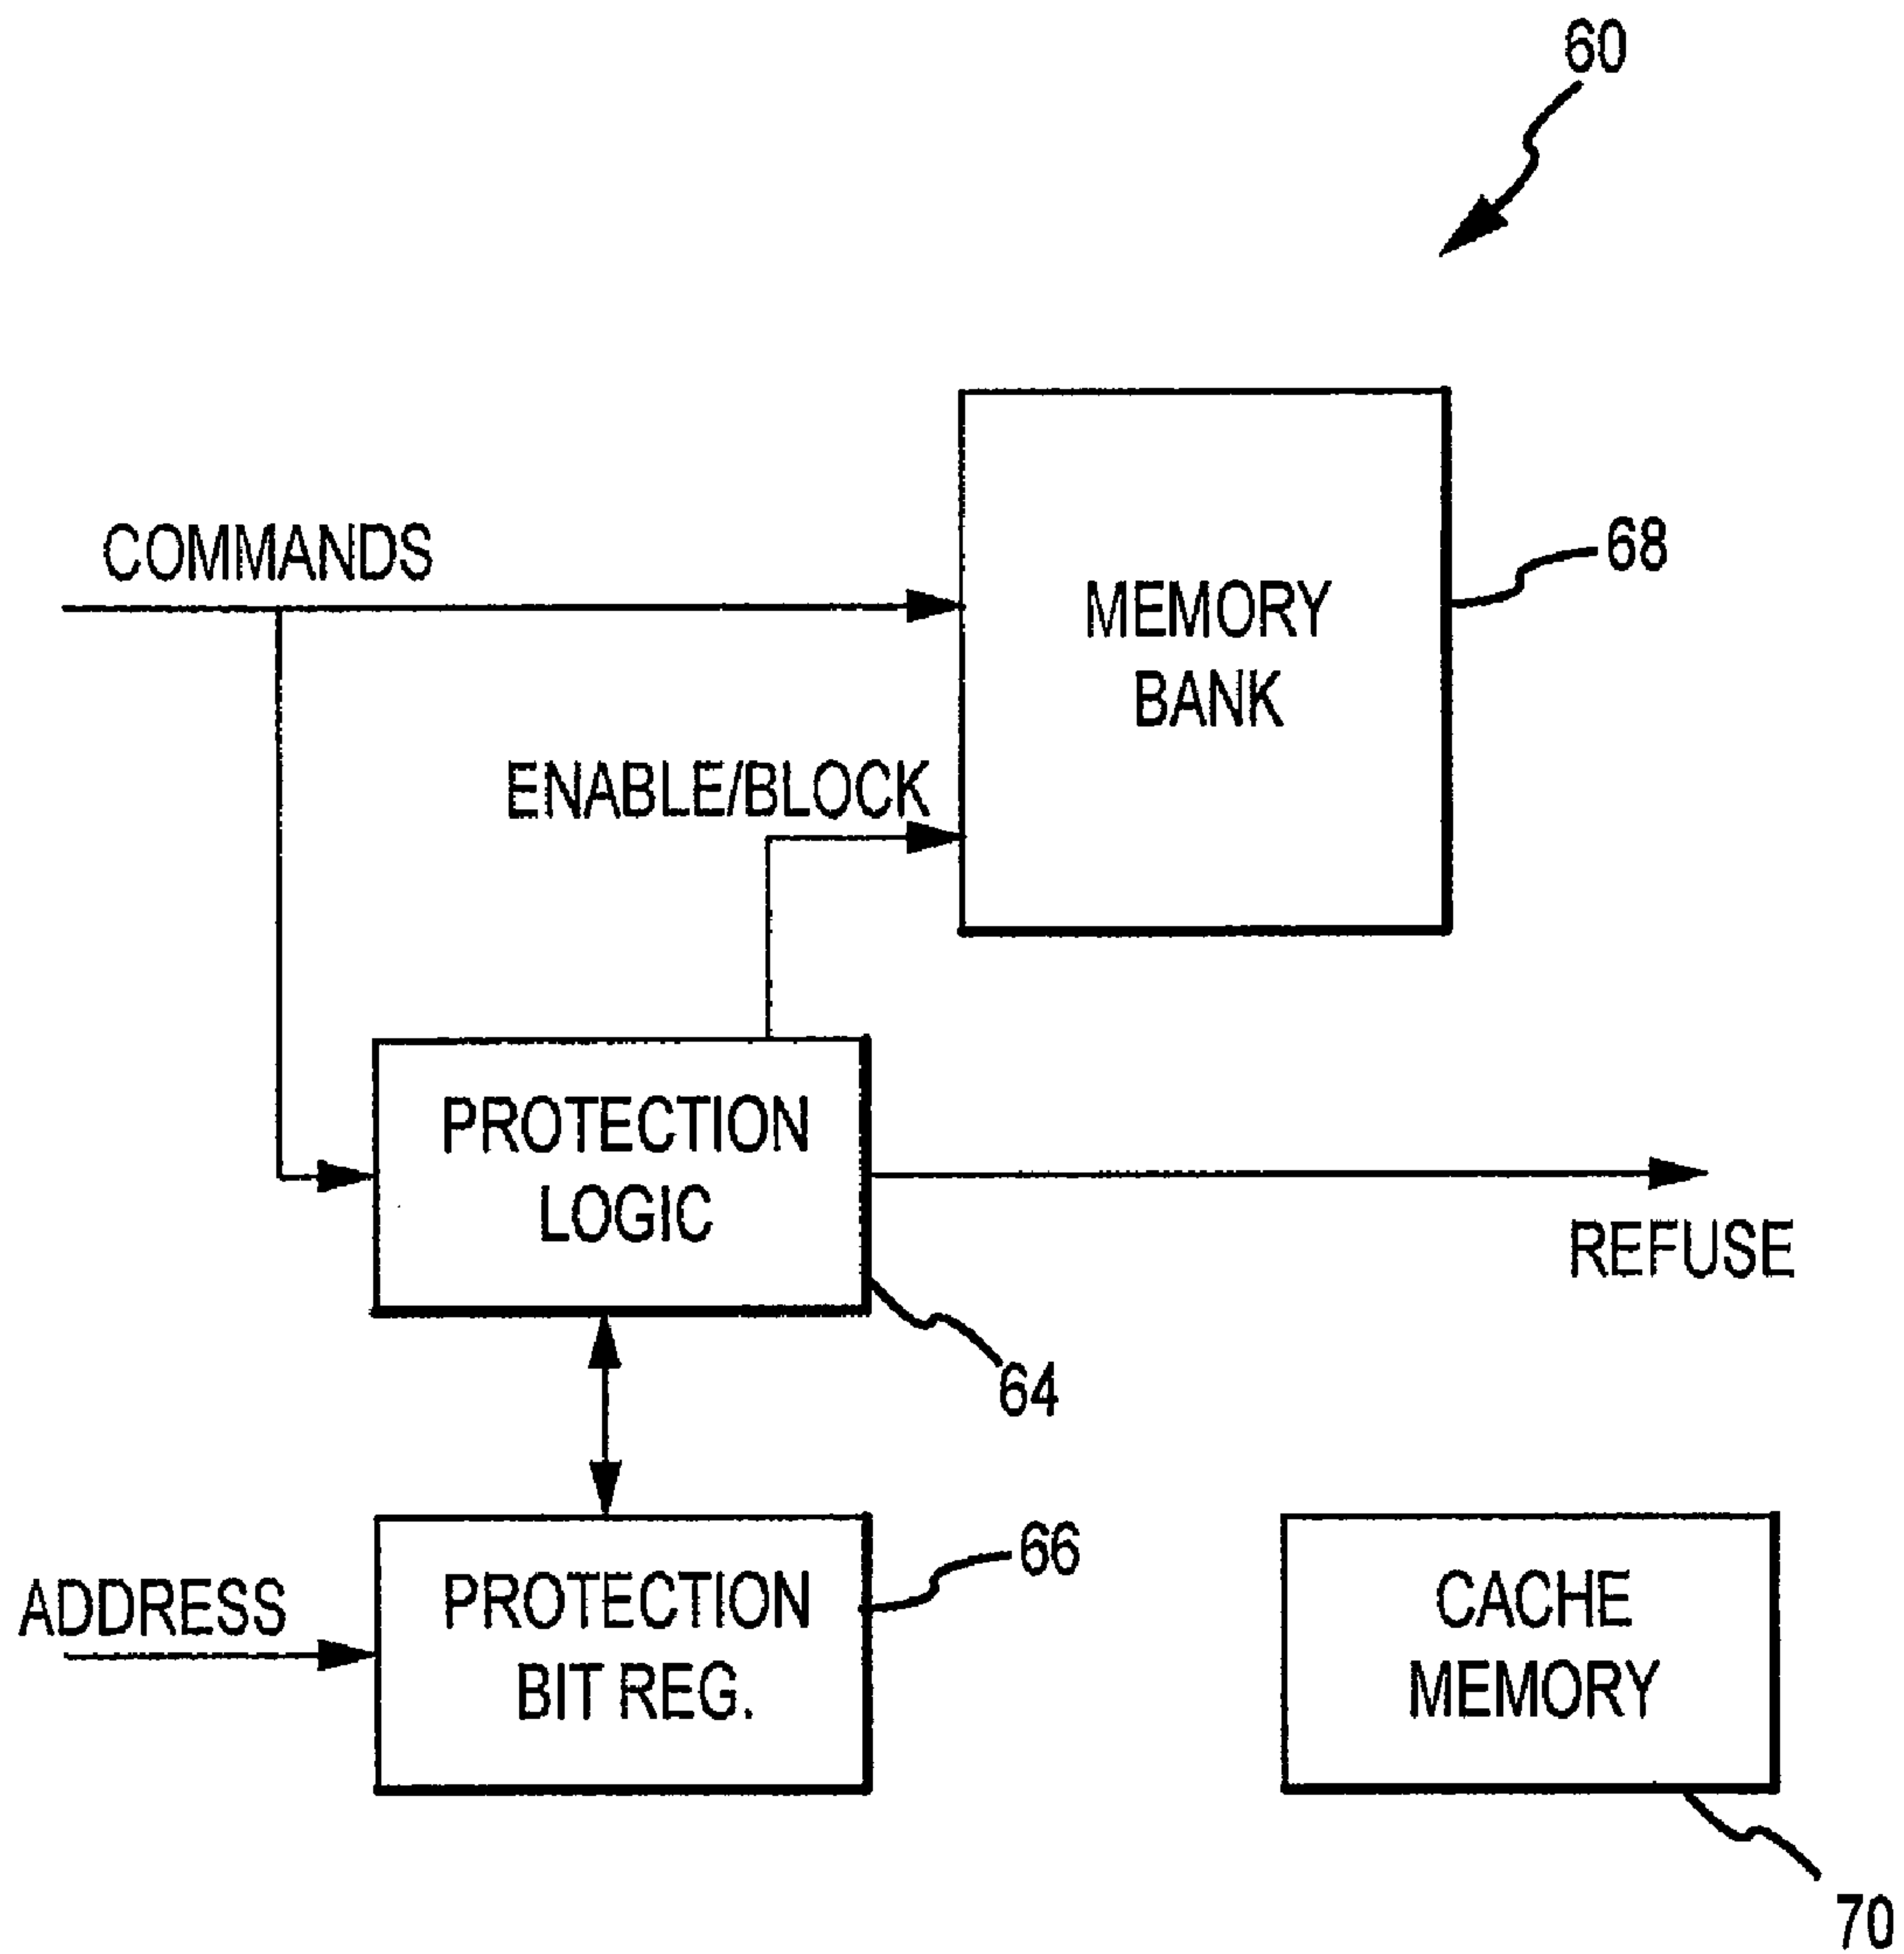 60
COMMANDS
MEMORY
BANK
68
ENABLE/BLOCK
PROTECTION
LOGIC
REFUSE
64
ADDRESS
PROTECTION
BIT REG.
66
CACHE
MEMORY
70